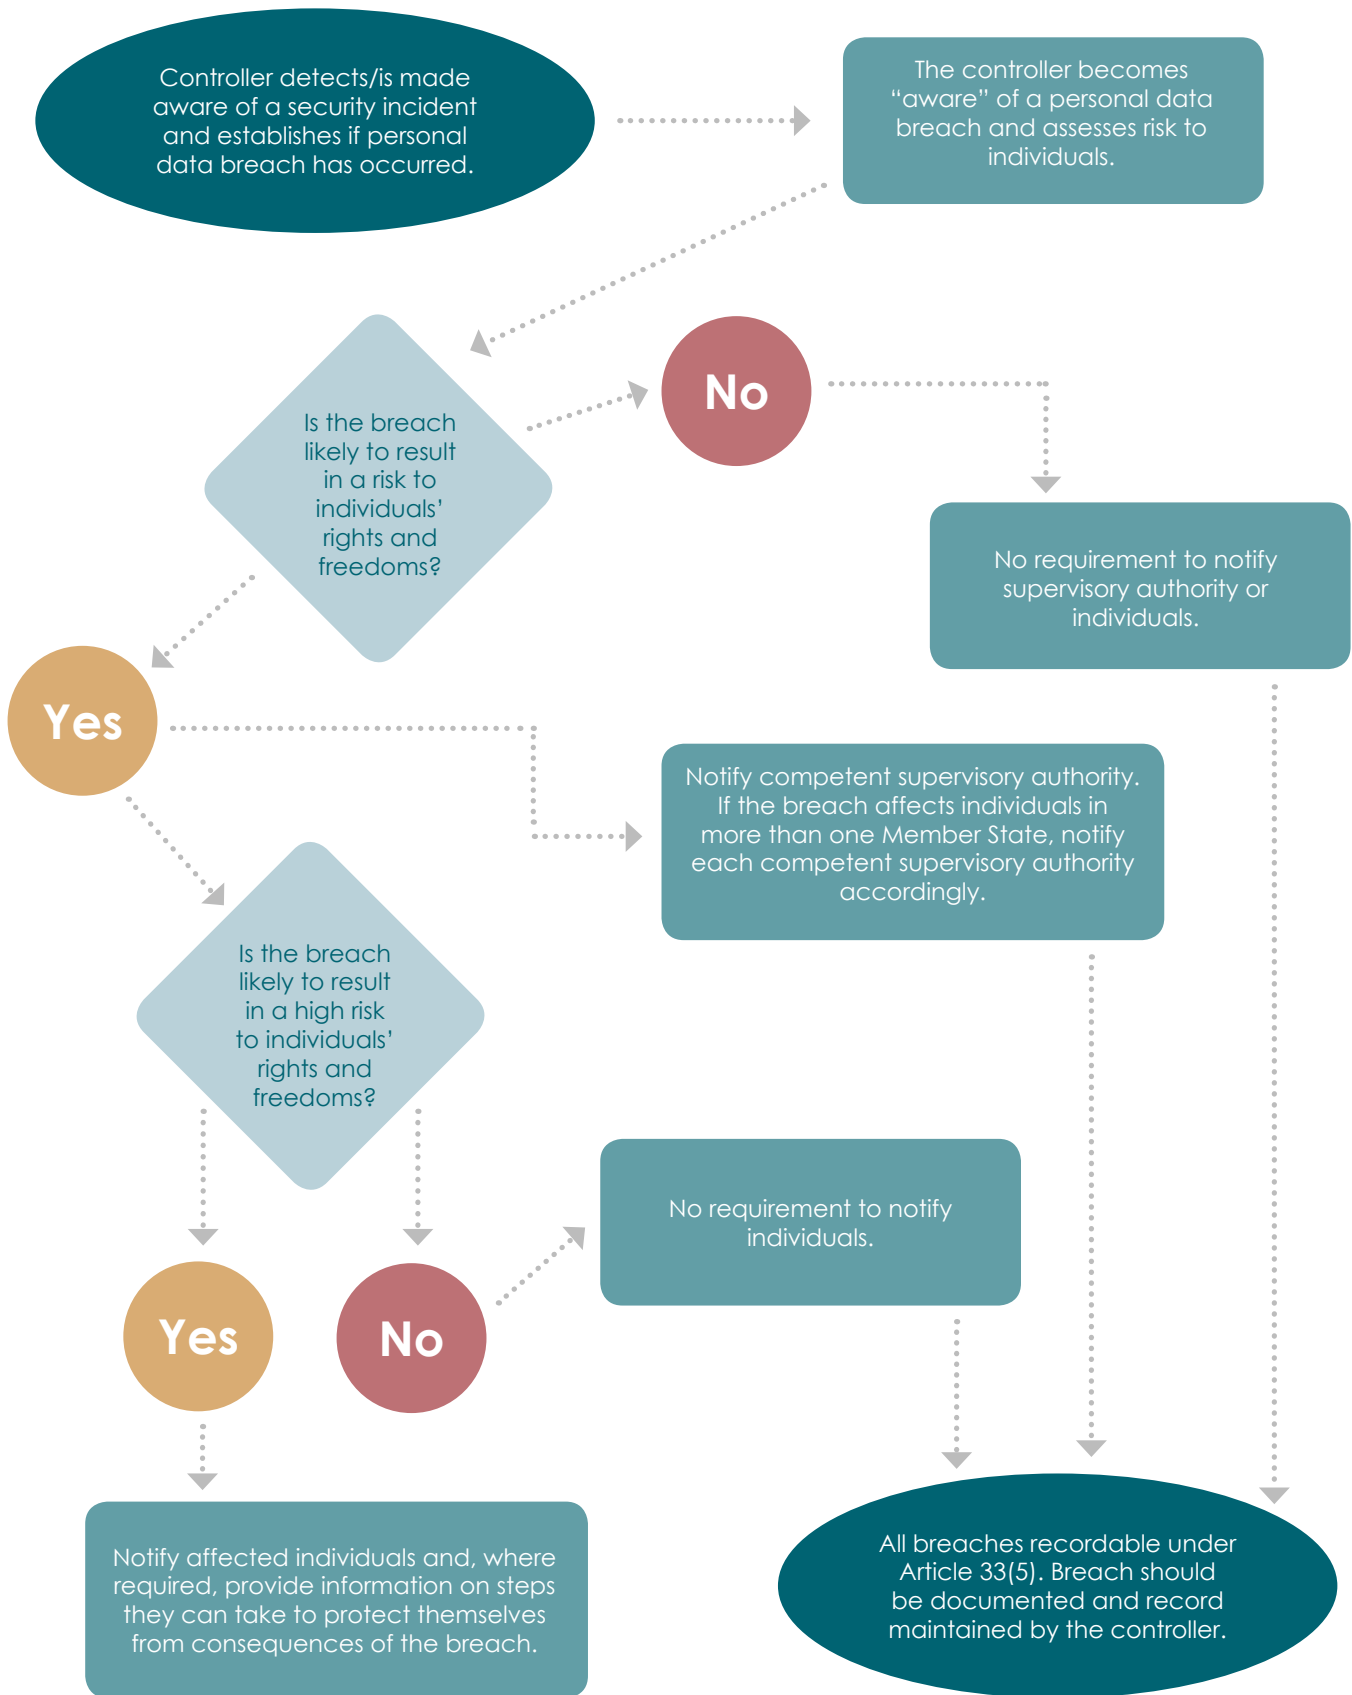 Controller detects/is made
aware of a security incident
and establishes if personal
data breach has occurred.
The controller becomes
“aware” of a personal data
breach and assesses risk to
individuals.
Is the breach
likely to result
in a risk to
individuals’
rights and
freedoms?
No
No requirement to notify
supervisory authority or
individuals.
Yes
Notify competent supervisory authority.
If the breach affects individuals in
more than one Member State, notify
each competent supervisory authority
accordingly.
Is the breach
likely to result
in a high risk
to individuals’
rights and
freedoms?
No requirement to notify
individuals.
Yes
No
Notify affected individuals and, where
required, provide information on steps
they can take to protect themselves
from consequences of the breach.
All breaches recordable under
Article 33(5). Breach should
be documented and record
maintained by the controller.